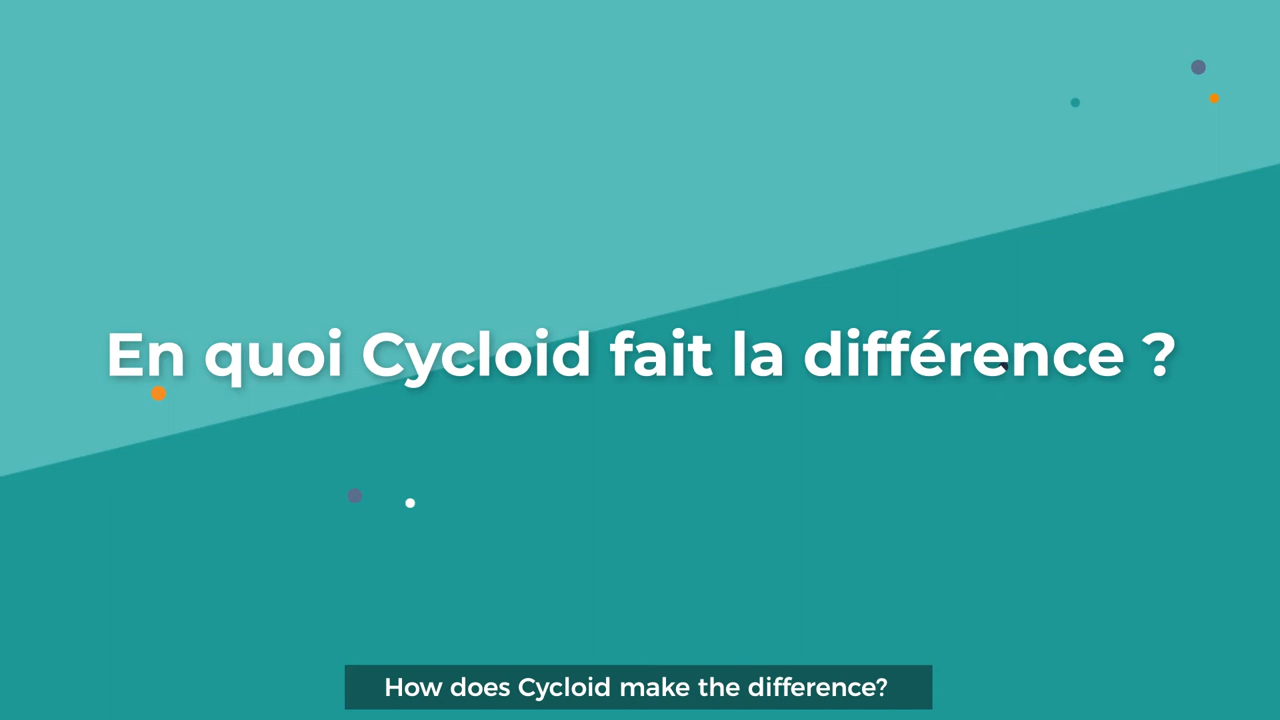 En quoi Cycloid fait la différence ?
How does Cycloid make the difference?